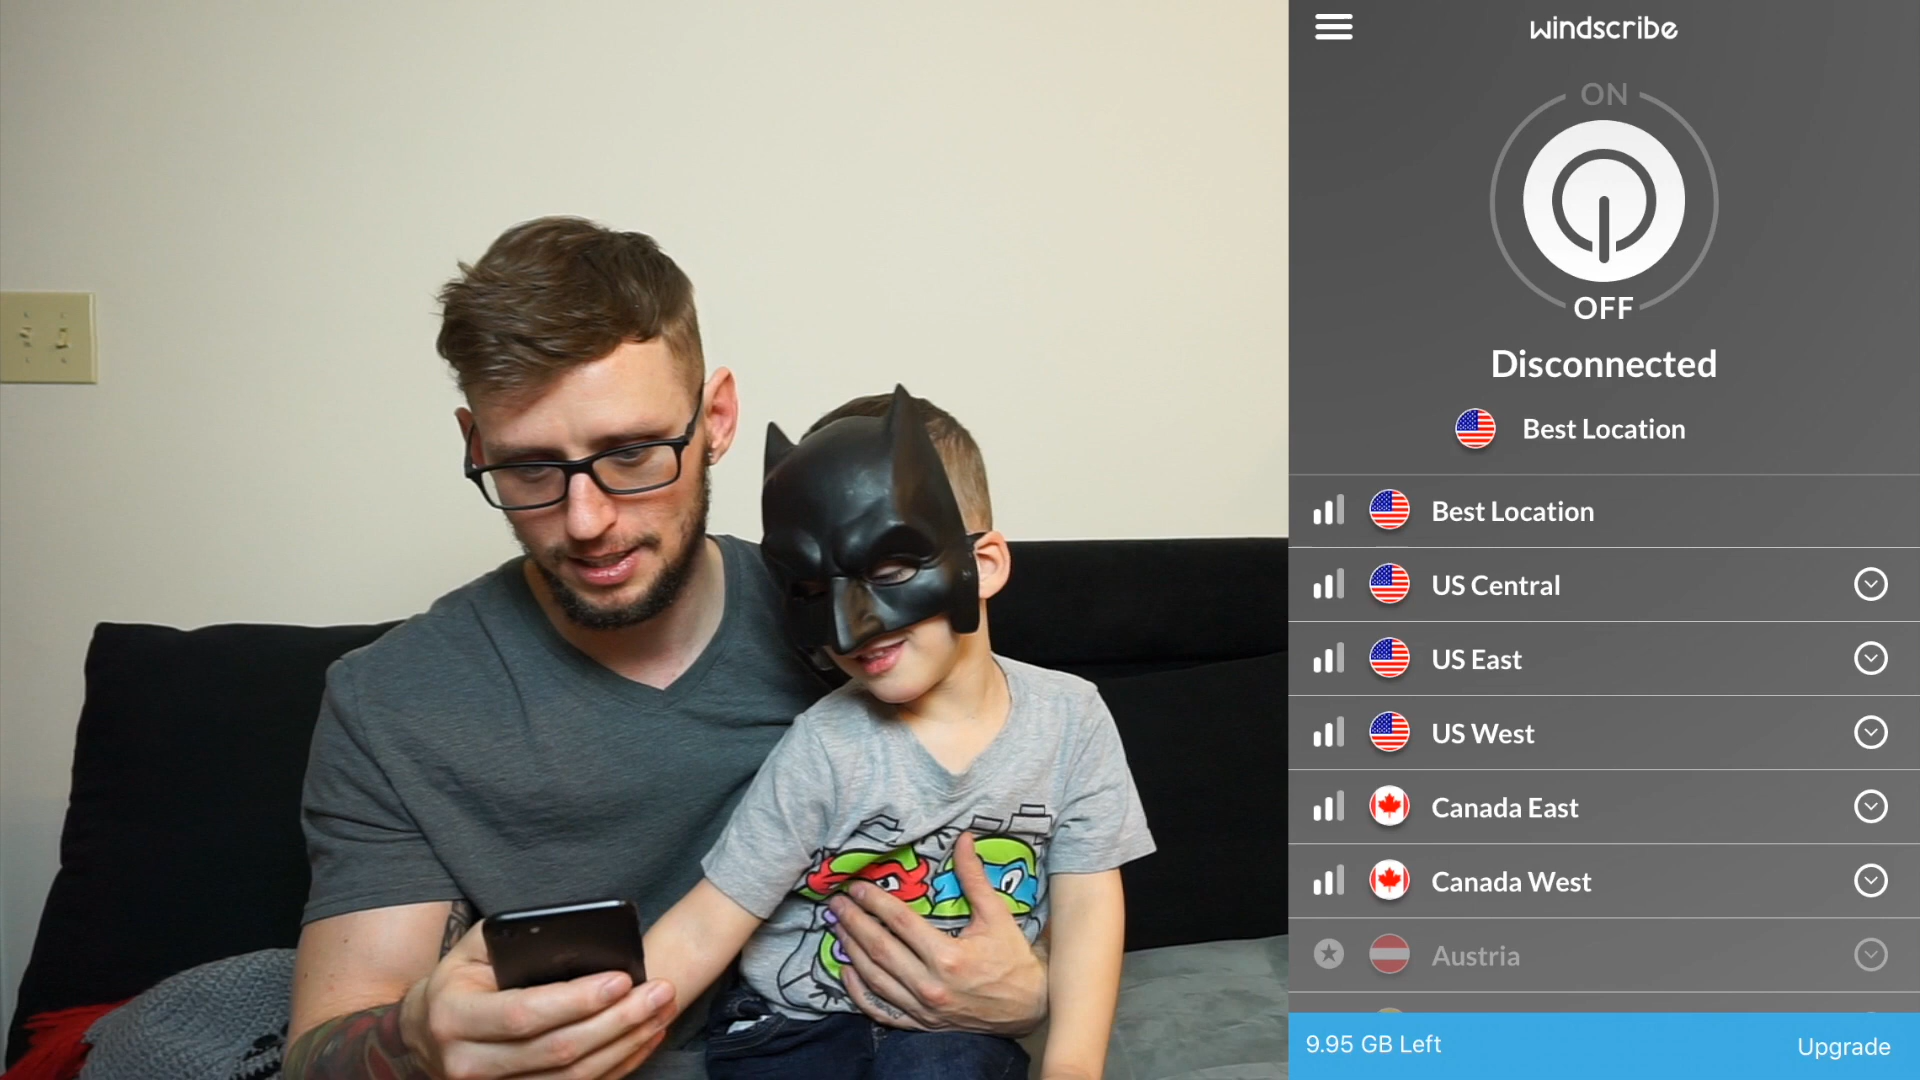 windscribe
ON
OFF
Disconnected
Best Location
Best Location
US Central
US East
US West
Canada East
Canada West
Austria
9.95 GB Left
Upgrade